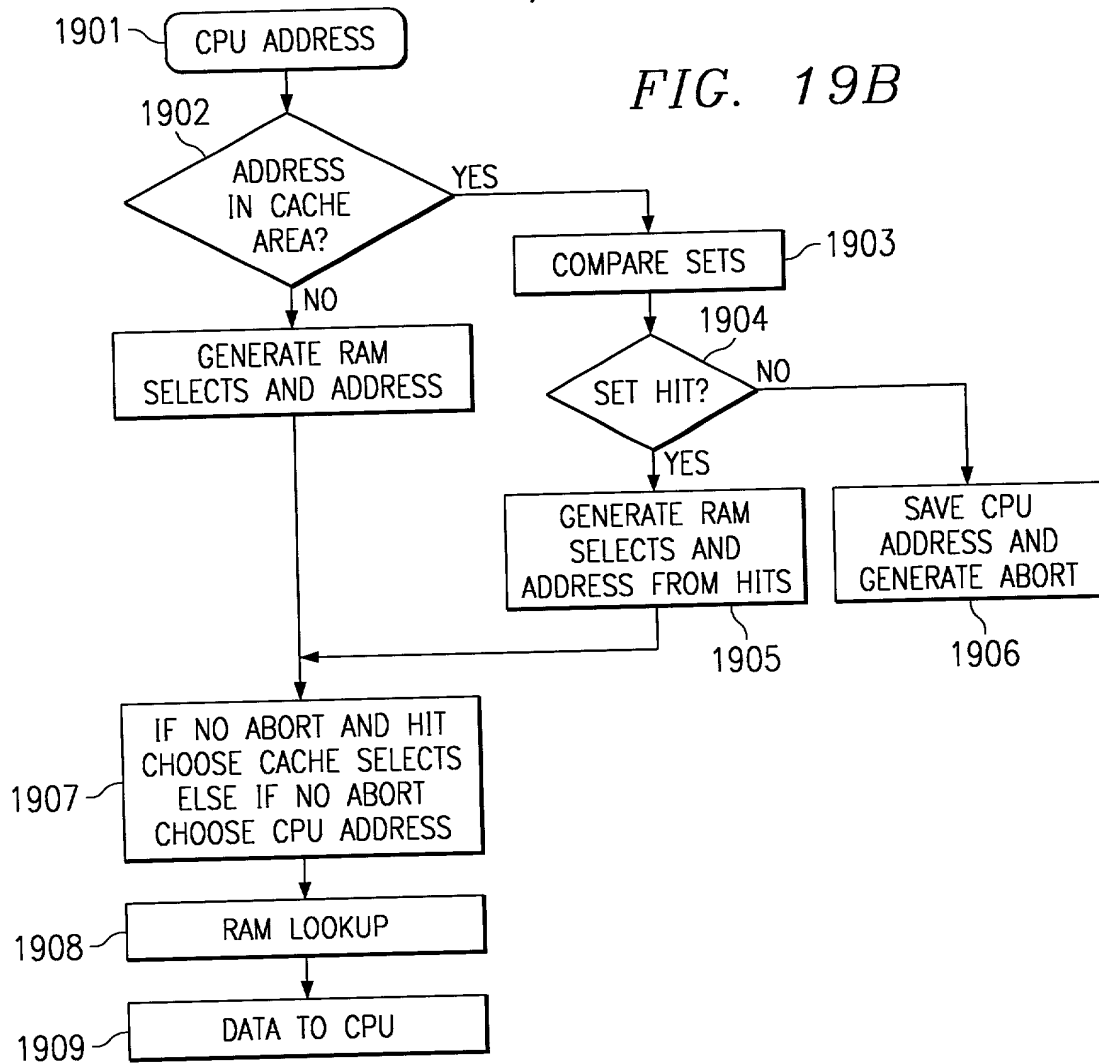 FIG. 19B
1901
CPU ADDRESS
1902
ADDRESS
IN CACHE
AREA?
YES
NO
COMPARE SETS
1903
GENERATE RAM
SELECTS AND ADDRESS
1904
SET HIT?
NO
YES
GENERATE RAM
SELECTS AND
ADDRESS FROM HITS
1905
SAVE CPU
ADDRESS AND
GENERATE ABORT
1906
IF NO ABORT AND HIT
CHOOSE CACHE SELECTS
ELSE IF NO ABORT
CHOOSE CPU ADDRESS
1907
RAM LOOKUP
1908
DATA TO CPU
1909